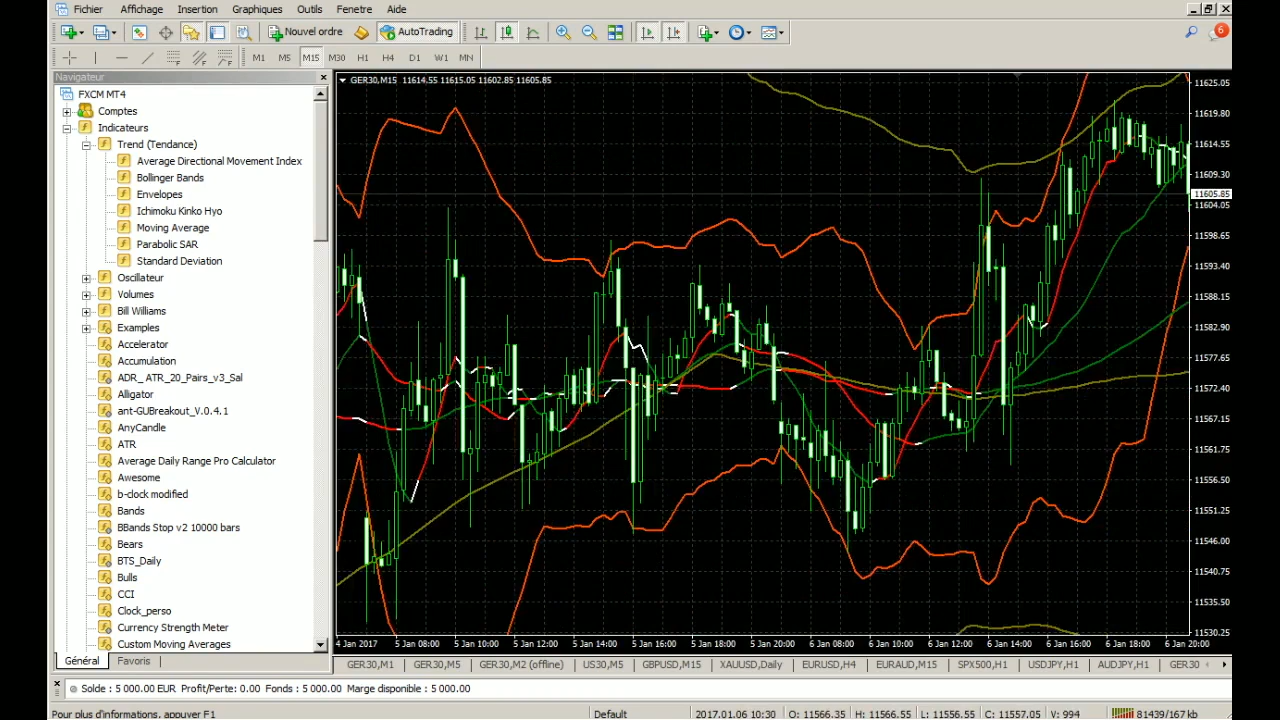 Fichier Affichage Insertion Graphiques Outils Fenetre Aide
Nouvel ordre AutoTrading 6
M1 M5 M15 M30 H1 H4 D1 W1 MN
Navigateur
FXCM MT4
Comptes
Indicateurs
Trend (Tendance)
Average Directional Movement Index
Bollinger Bands
Envelopes
Ichimoku Kinko Hyo
Moving Average
Parabolic SAR
Standard Deviation
Oscillateur
Volumes
Bill Williams
Examples
Accelerator
Accumulation
ADR_ ATR_20_Pairs_v3_Sal
Alligator
ant-GUBreakout_V.0.4.1
AnyCandle
ATR
Average Daily Range Pro Calculator
Awesome
b-clock modified
Bands
BBands Stop v2 10000 bars
Bears
BTS_Daily
Bulls
CCI
Clock_perso
Currency Strength Meter
Custom Moving Averages
Général Favoris
GER30,M15 11614.55 11615.05 11602.85 11605.85
11625.05
11619.80
11614.55
11609.30
11605.85
11604.05
11598.65
11593.40
11588.15
11582.90
11577.65
11572.40
11567.15
11561.75
11556.50
11551.25
11546.00
11540.75
11535.50
11530.25
4 Jan 2017 5 Jan 08:00 5 Jan 10:00 5 Jan 12:00 5 Jan 14:00 5 Jan 16:00 5 Jan 18:00 5 Jan 20:00 6 Jan 08:00 6 Jan 10:00 6 Jan 12:00 6 Jan 14:00 6 Jan 16:00 6 Jan 18:00 6 Jan 20:00
GER30,M1 GER30,M5 GER30,M2 (offline) US30,M5 GBPUSD,M15 XAUUSD,Daily EURUSD,H4 EURAUD,M15 SPX500,H1 USDJPY,H1 AUDJPY,H1 GER30
Solde : 5 000.00 EUR Profit/Perte: 0.00 Fonds : 5 000.00 Marge disponible : 5 000.00
Pour plus d'informations, appuyer F1 Default 2017.01.06 10:30 O: 11566.35 H: 11566.55 L: 11556.55 C: 11557.05 V: 994 81439/167 kb